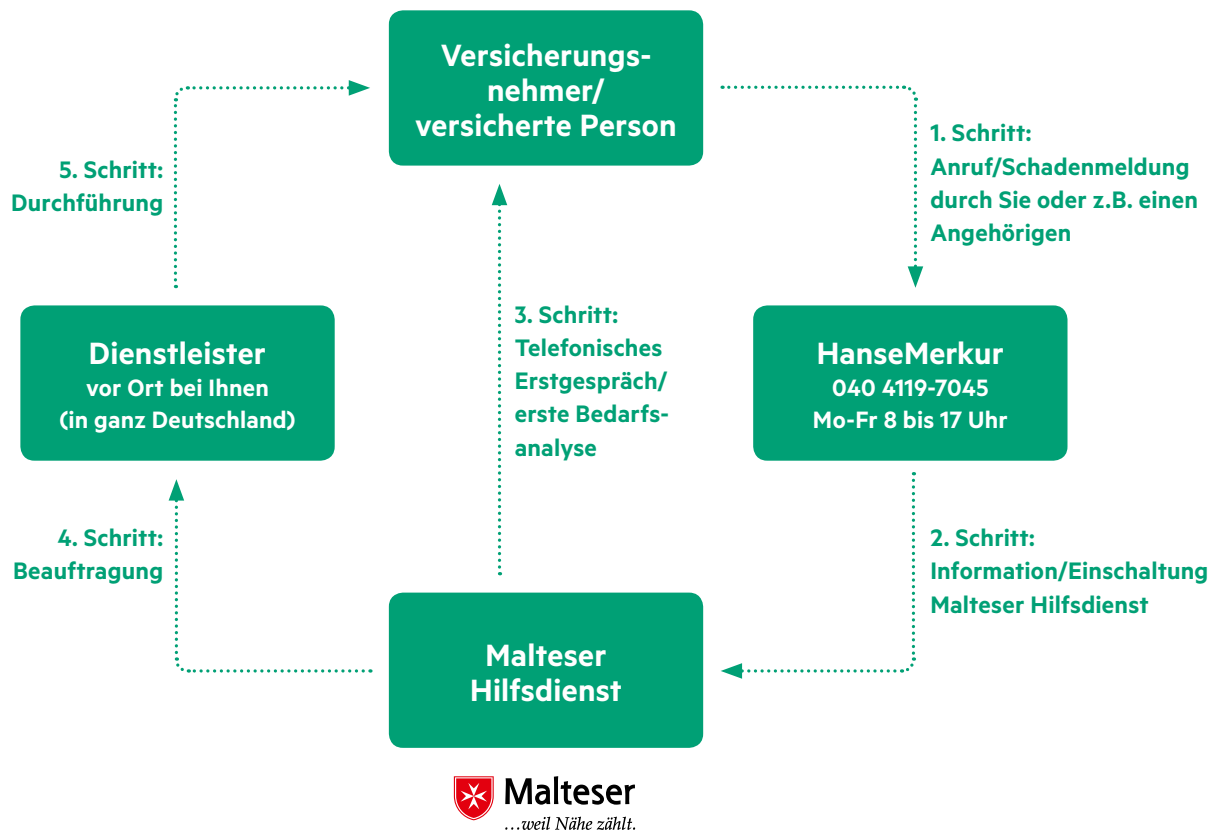 Versicherungs-
nehmer/
versicherte Person
1. Schritt:
Anruf/Schadenmeldung
durch Sie oder z.B. einen
Angehörigen
HanseMerkur
040 4119-7045
Mo-Fr 8 bis 17 Uhr
2. Schritt:
Information/Einschaltung
Malteser Hilfsdienst
Malteser
Hilfsdienst
3. Schritt:
Telefonisches
Erstgespräch/
erste Bedarfs-
analyse
4. Schritt:
Beauftragung
Dienstleister
vor Ort bei Ihnen
(in ganz Deutschland)
5. Schritt:
Durchführung
Malteser
...weil Nähe zählt.